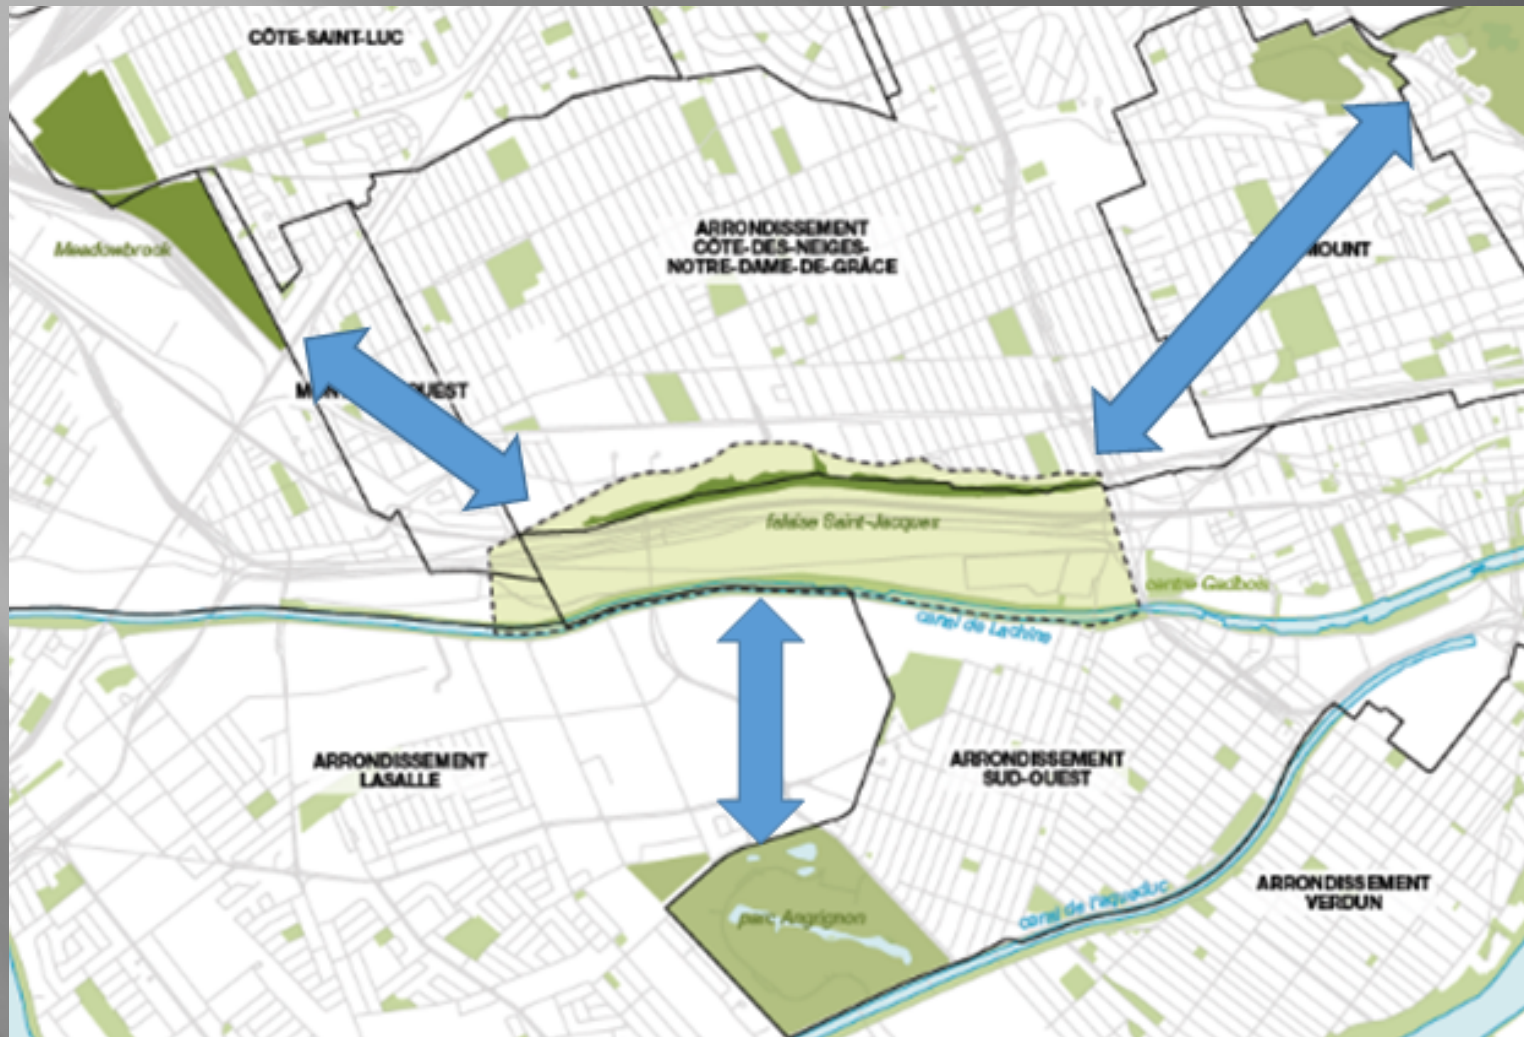 CÔTE-SAINT-LUC
ARRONDISSEMENT
CÔTE-DES-NEIGES-
NOTRE-DAME-DE-GRÂCE
Meadowbrook
MOUNT
OUEST
falaise Saint-Jacques
centre Gadbois
canal de Lachine
ARRONDISSEMENT
LASALLE
ARRONDISSEMENT
SUD-OUEST
parc Angrignon
canal de l'aqueduc
ARRONDISSEMENT
VERDUN